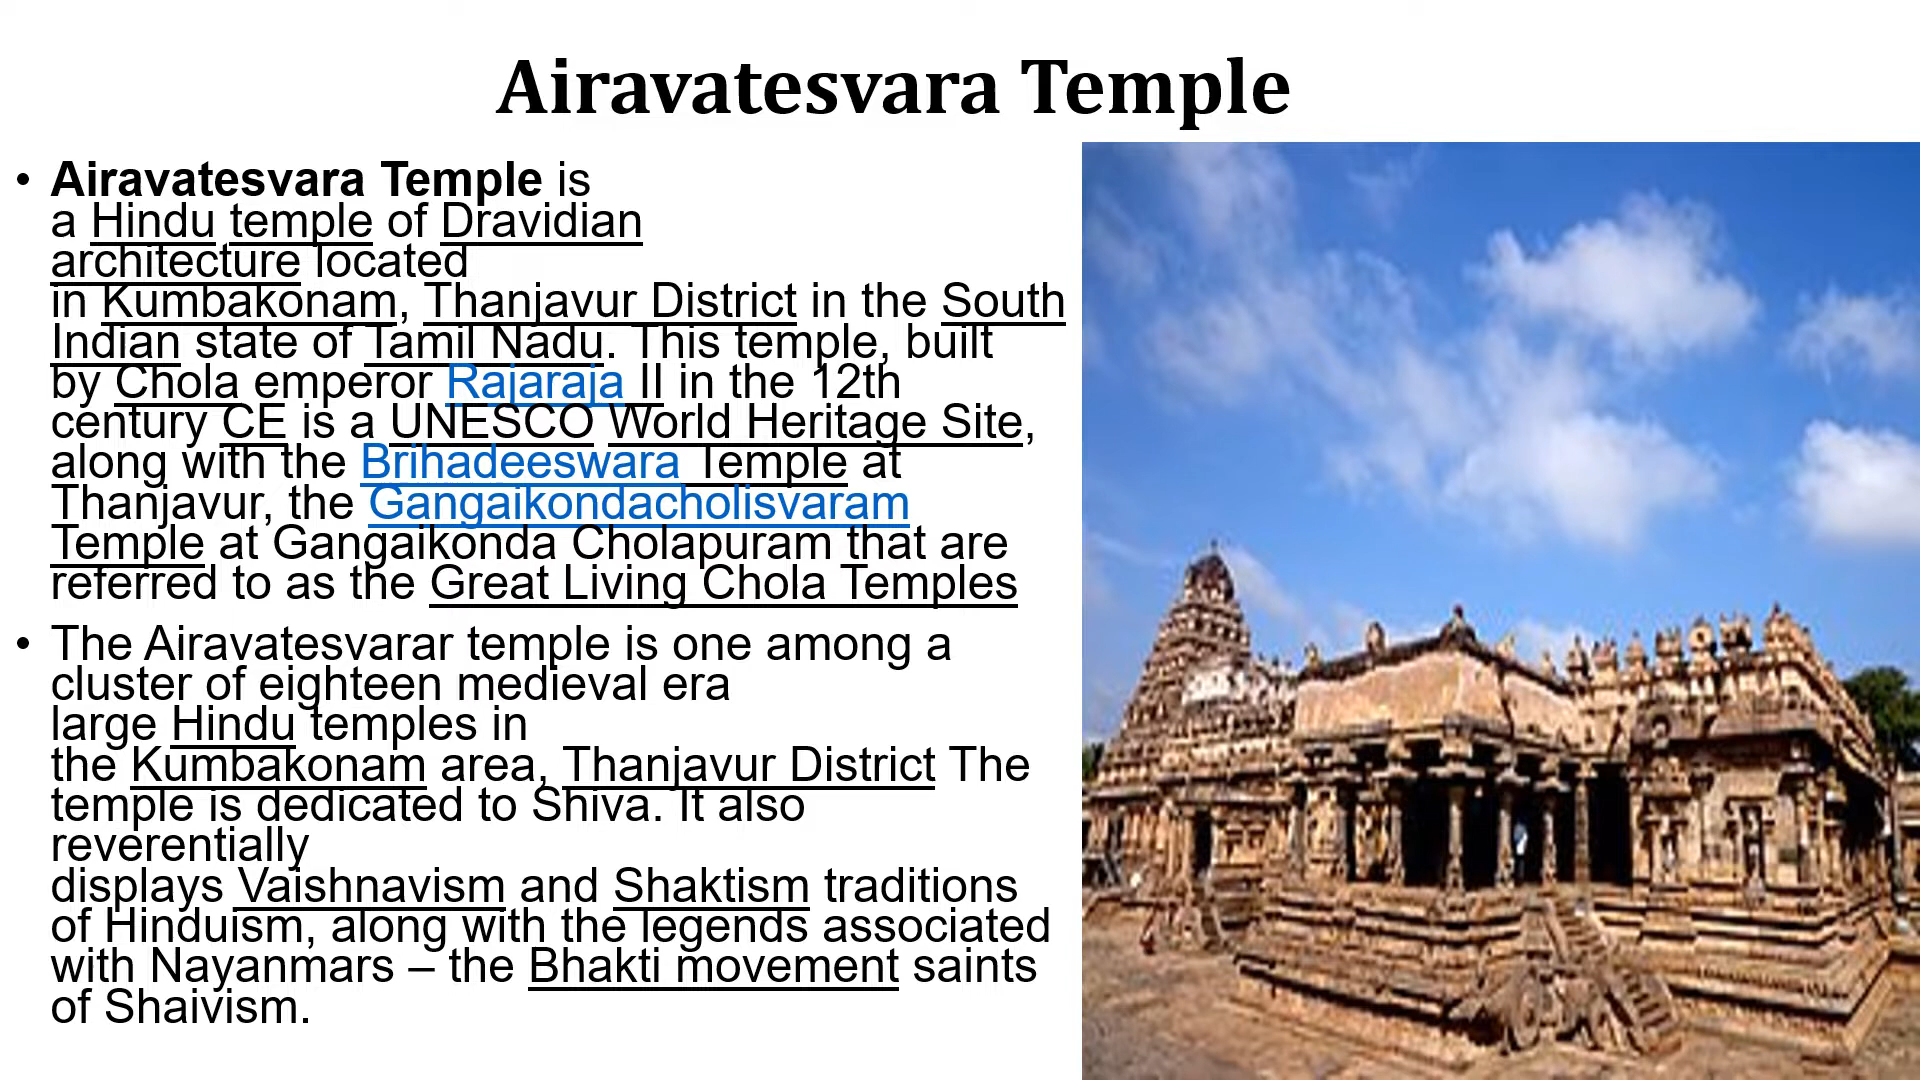 Airavatesvara Temple
• Airavatesvara Temple is
a Hindu temple of Dravidian
architecture located
in Kumbakonam, Thanjavur District in the South
Indian state of Tamil Nadu. This temple, built
by Chola emperor Rajaraja II in the 12th
century CE is a UNESCO World Heritage Site,
along with the Brihadeeswara Temple at
Thanjavur, the Gangaikondacholisvaram
Temple at Gangaikonda Cholapuram that are
referred to as the Great Living Chola Temples
• The Airavatesvarar temple is one among a
cluster of eighteen medieval era
large Hindu temples in
the Kumbakonam area, Thanjavur District The
temple is dedicated to Shiva. It also
reverentially
displays Vaishnavism and Shaktism traditions
of Hinduism, along with the legends associated
with Nayanmars – the Bhakti movement saints
of Shaivism.